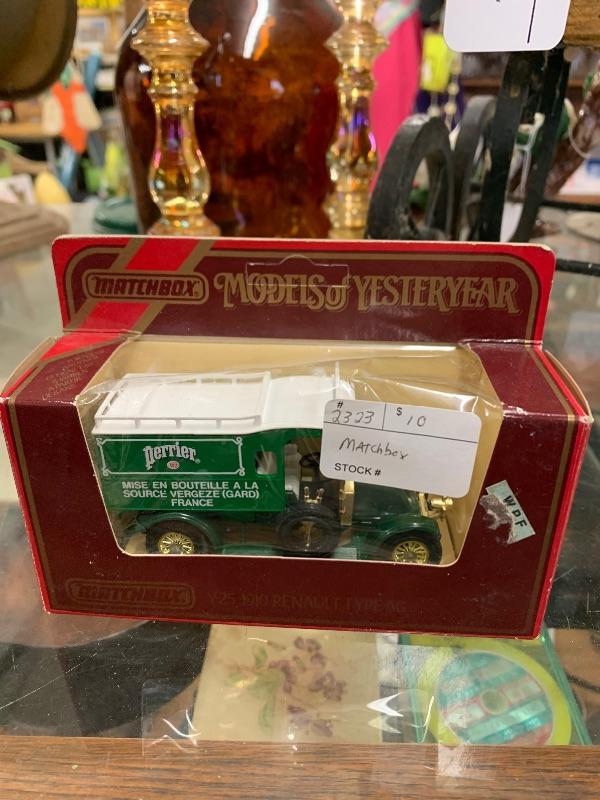 MATCHBOX
MODELS of YESTERYEAR
perrier
MISE EN BOUTEILLE A LA
SOURCE VERGEZE (GARD)
FRANCE
# $
2323 10
MAtchbox
STOCK #
WPF
MATCHBOX
Y-25 1910 RENAULT TYPE AG